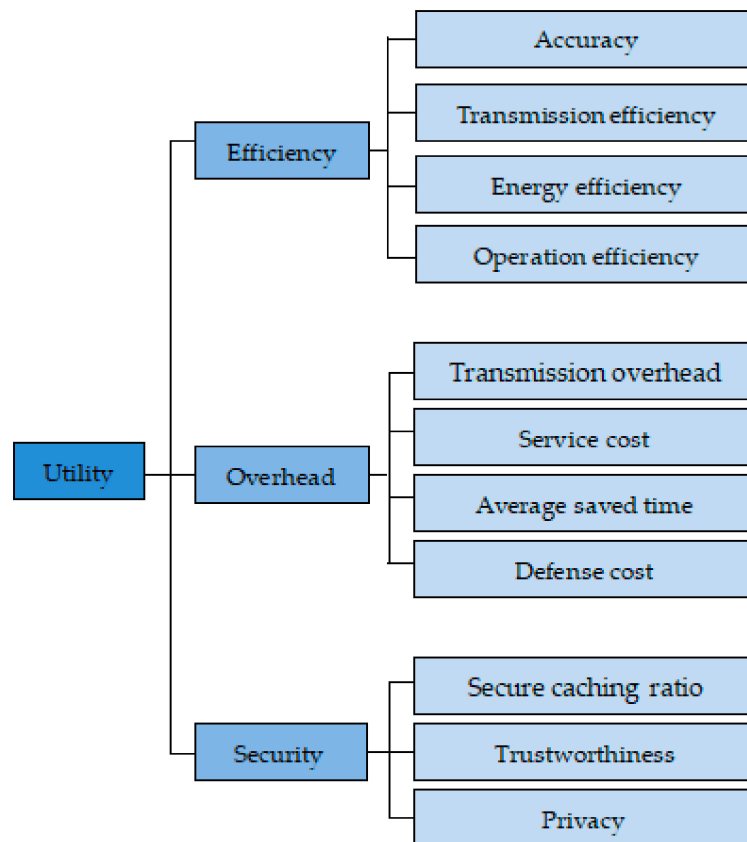 Utility
Efficiency
Accuracy
Transmission efficiency
Energy efficiency
Operation efficiency
Overhead
Transmission overhead
Service cost
Average saved time
Defense cost
Security
Secure caching ratio
Trustworthiness
Privacy